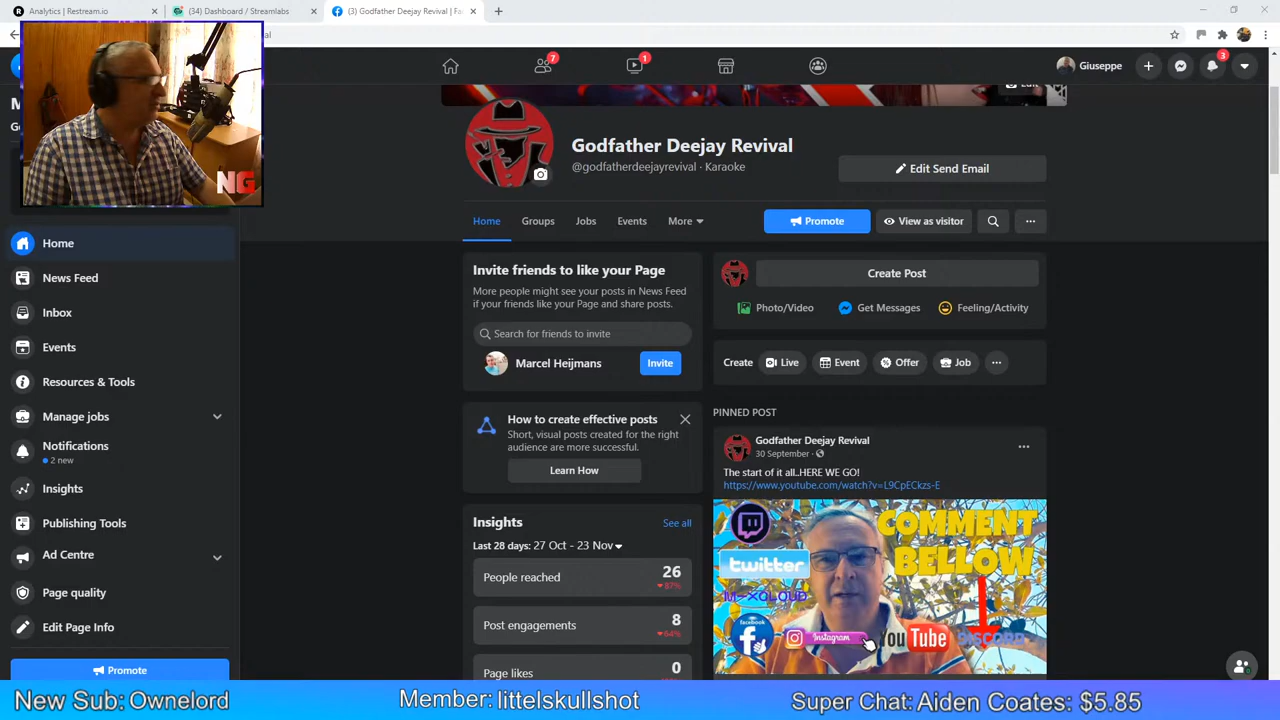 Analytics | Restream.io
(34) Dashboard / Streamlabs
(3) Godfather Deejay Revival | Fa
7
1
Giuseppe
3
NG
Godfather Deejay Revival
@godfatherdeejayrevival · Karaoke
Edit Send Email
Home
Groups
Jobs
Events
More
Promote
View as visitor
Home
News Feed
Inbox
Events
Resources & Tools
Manage jobs
Notifications
2 new
Insights
Publishing Tools
Ad Centre
Page quality
Edit Page Info
Promote
Invite friends to like your Page
More people might see your posts in News Feed
if your friends like your Page and share posts.
Search for friends to invite
Marcel Heijmans
Invite
How to create effective posts
Short, visual posts created for the right
audience are more successful.
Learn How
Insights
See all
Last 28 days: 27 Oct - 23 Nov
People reached
26
87%
Post engagements
8
64%
Page likes
0
Create Post
Photo/Video
Get Messages
Feeling/Activity
Create
Live
Event
Offer
Job
PINNED POST
Godfather Deejay Revival
30 September ·
The start of it all..HERE WE GO!
https://www.youtube.com/watch?v=L9CpECkzs-E
COMMENT
BELLOW
twitter
facebook
Instagram
You Tube
DISCORD
New Sub: Ownelord
Member: littelskullshot
Super Chat: Aiden Coates: $5.85